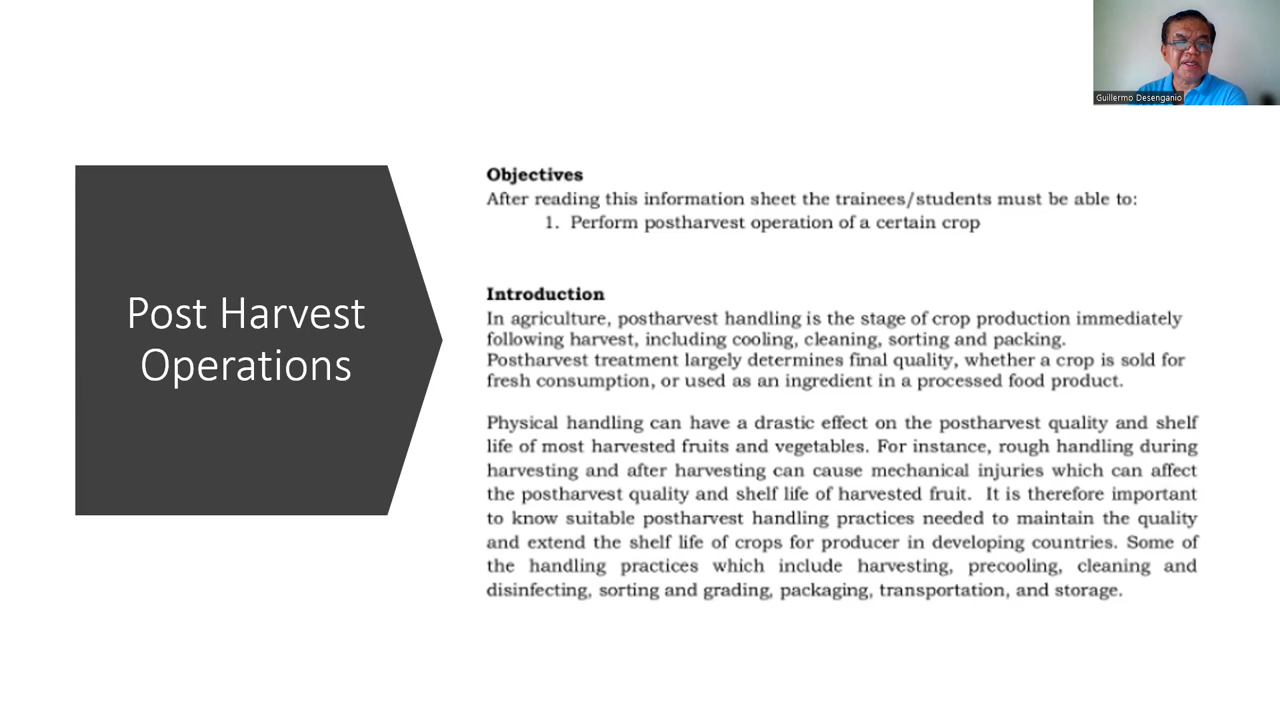 Guillermo Desenganio
Post Harvest
Operations
Objectives
After reading this information sheet the trainees/students must be able to:
1. Perform postharvest operation of a certain crop
Introduction
In agriculture, postharvest handling is the stage of crop production immediately
following harvest, including cooling, cleaning, sorting and packing.
Postharvest treatment largely determines final quality, whether a crop is sold for
fresh consumption, or used as an ingredient in a processed food product.
Physical handling can have a drastic effect on the postharvest quality and shelf
life of most harvested fruits and vegetables. For instance, rough handling during
harvesting and after harvesting can cause mechanical injuries which can affect
the postharvest quality and shelf life of harvested fruit. It is therefore important
to know suitable postharvest handling practices needed to maintain the quality
and extend the shelf life of crops for producer in developing countries. Some of
the handling practices which include harvesting, precooling, cleaning and
disinfecting, sorting and grading, packaging, transportation, and storage.